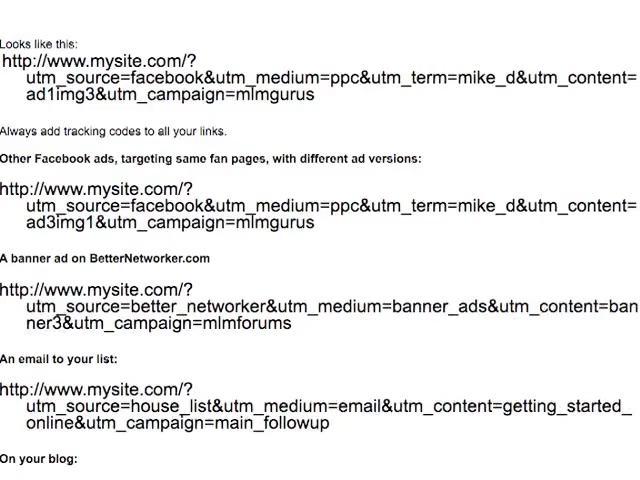 Looks like this:
http://www.mysite.com/?
utm_source=facebook&utm_medium=ppc&utm_term=mike_d&utm_content=
ad1img3&utm_campaign=mlmgurus
Always add tracking codes to all your links.
Other Facebook ads, targeting same fan pages, with different ad versions:
http://www.mysite.com/?
utm_source=facebook&utm_medium=ppc&utm_term=mike_d&utm_content=
ad3img1&utm_campaign=mlmgurus
A banner ad on BetterNetworker.com
http://www.mysite.com/?
utm_source=better_networker&utm_medium=banner_ads&utm_content=ban
ner3&utm_campaign=mlmforums
An email to your list:
http://www.mysite.com/?
utm_source=house_list&utm_medium=email&utm_content=getting_started_
online&utm_campaign=main_followup
On your blog: